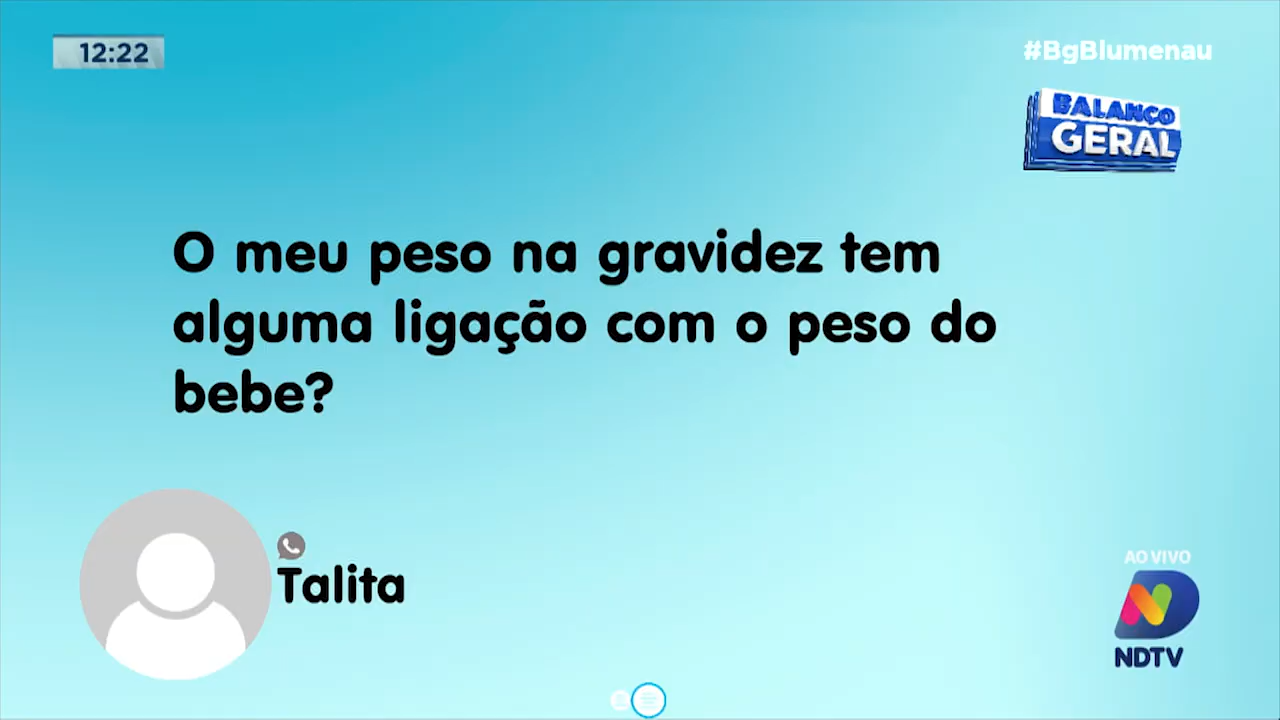 12:22
#BgBlumenau
BALANÇO
GERAL
O meu peso na gravidez tem
alguma ligação com o peso do
bebe?
Talita
AO VIVO
NDTV